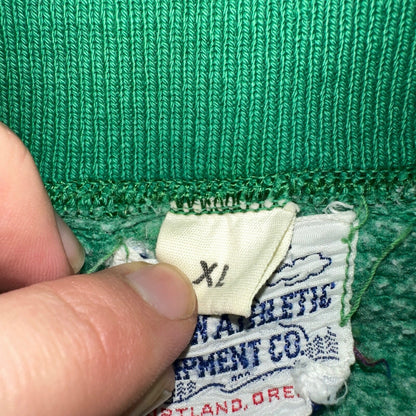 XL
ATHLETIC
PMENT CO.
RTLAND, ORE